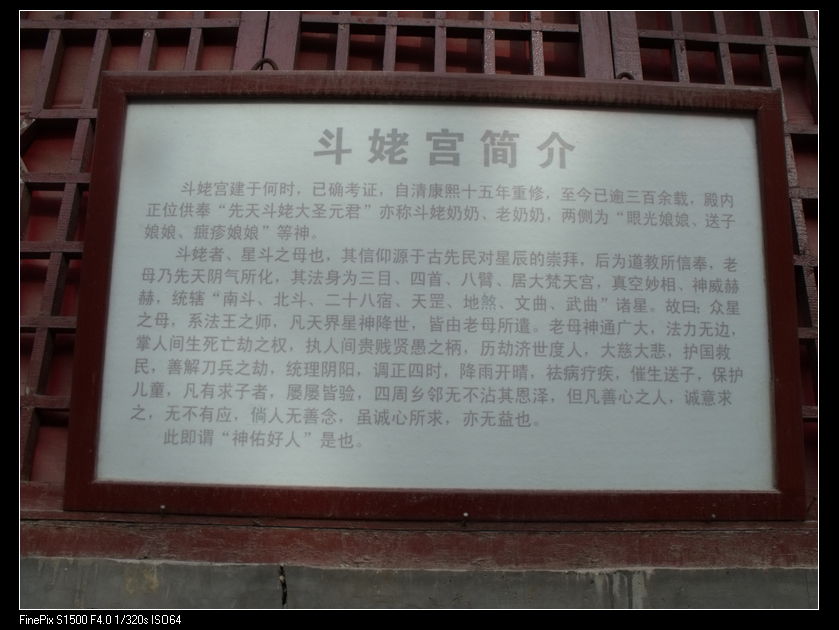 斗姥宫简介
斗姥宫建于何时，已确考证，自清康熙十五年重修，至今已逾三百余载，殿内
正位供奉“先天斗姥大圣元君”亦称斗姥奶奶、老奶奶，两侧为“眼光娘娘、送子
娘娘、瘢疹娘娘”等神。
斗姥者、星斗之母也，其信仰源于古先民对星辰的崇拜，后为道教所信奉，老
母乃先天阴气所化，其法身为三目、四首、八臂、居大梵天宫，真空妙相、神威赫
赫，统辖“南斗、北斗、二十八宿、天罡、地煞、文曲、武曲”诸星。故曰：众星
之母，系法王之师，凡天界星神降世，皆由老母所遣。老母神通广大，法力无边，
掌人间生死亡劫之权，执人间贵贱贤愚之柄，历劫济世度人，大慈大悲，护国救
民，善解刀兵之劫，统理阴阳，调正四时，降雨开晴，祛病疗疾，催生送子，保护
儿童，凡有求子者，屡屡皆验，四周乡邻无不沾其恩泽，但凡善心之人，诚意求
之，无不有应，倘人无善念，虽诚心所求，亦无益也。
此即谓“神佑好人”是也。
FinePix S1500 F4.0 1/320s ISO64